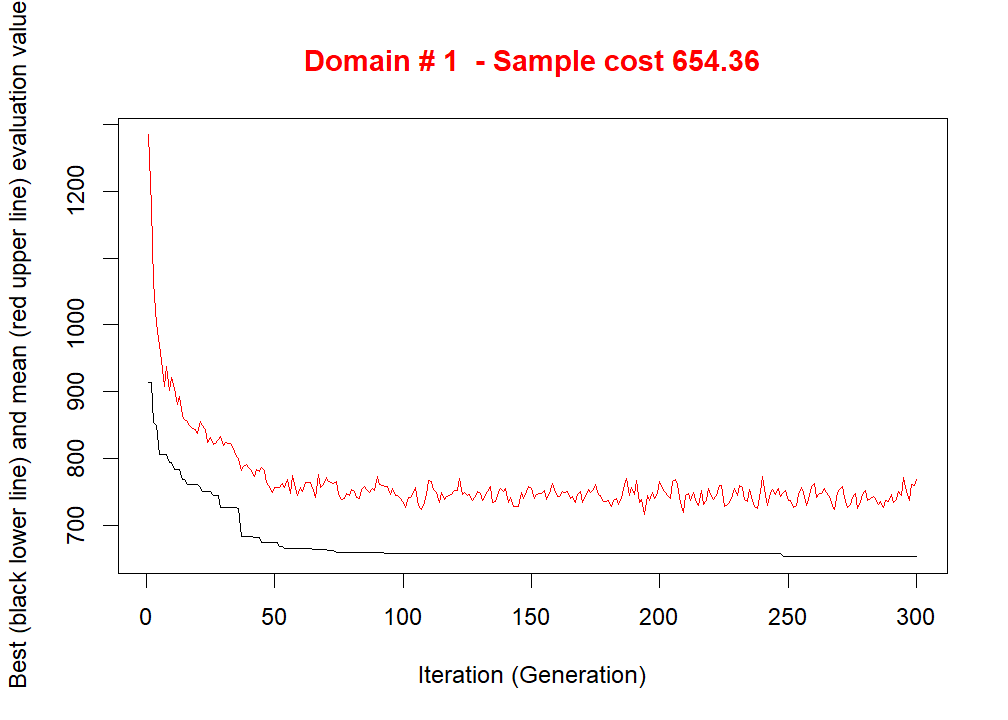 Domain # 1  - Sample cost 654.36
Best (black lower line) and mean (red upper line) evaluation value
1200
1000
900
800
700
0 50 100 150 200 250 300
Iteration (Generation)